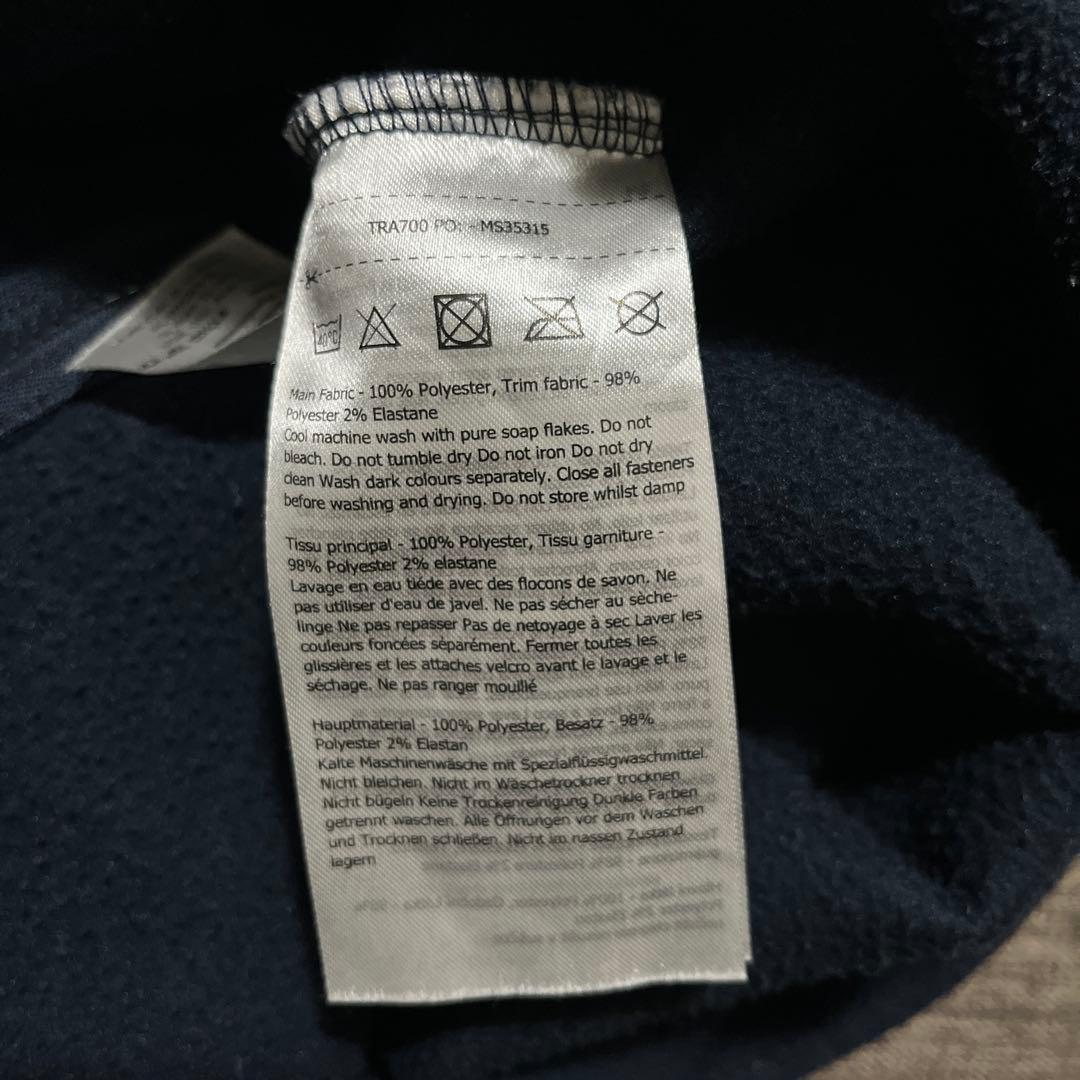 TRA700 PO: - MS35315
40°C
Main Fabric - 100% Polyester, Trim fabric - 98%
Polyester 2% Elastane
Cool machine wash with pure soap flakes. Do not
bleach. Do not tumble dry Do not iron Do not dry
clean Wash dark colours separately. Close all fasteners
before washing and drying. Do not store whilst damp
Tissu principal - 100% Polyester, Tissu garniture -
98% Polyester 2% elastane
Lavage en eau tiéde avec des flocons de savon. Ne
pas utiliser d'eau de javel. Ne pas sécher au sèche-
linge Ne pas repasser Pas de netoyage à sec Laver les
couleurs foncées séparément. Fermer toutes les
glissières et les attaches velcro avant le lavage et le
séchage. Ne pas ranger mouillé
Hauptmaterial - 100% Polyester, Besatz - 98%
Polyester 2% Elastan
Kalte Maschinenwäsche mit Spezialflüssigwaschmittel.
Nicht bleichen. Nicht im Wäschetrockner trocknen
Nicht bügeln Keine Trockenreinigung Dunkle Farben
getrennt waschen. Alle Öffnungen vor dem Waschen
und Trocknen schließen. Nicht im nassen Zustand
lagern